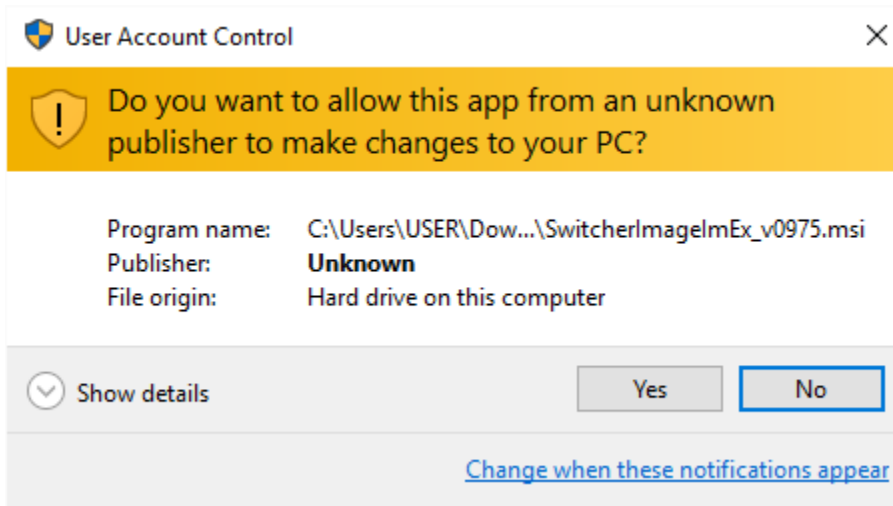 User Account Control
Do you want to allow this app from an unknown
publisher to make changes to your PC?
Program name: C:\Users\USER\Dow...\SwitcherImageImEx_v0975.msi
Publisher: Unknown
File origin: Hard drive on this computer
Show details
Yes
No
Change when these notifications appear